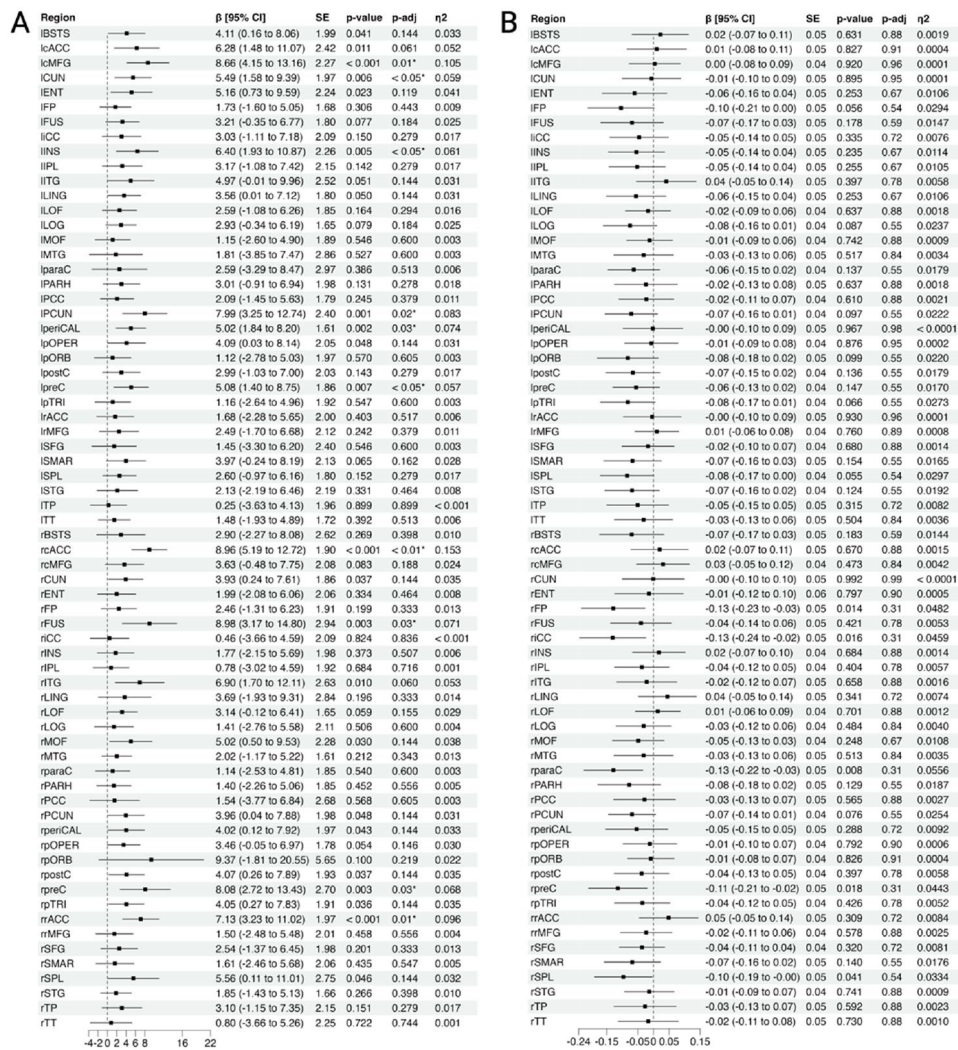 A
Region β [95% CI] SE p-value p-adj η2
lBSTS 4.11 (0.16 to 8.06) 1.99 0.041 0.144 0.033
lcACC 6.28 (1.48 to 11.07) 2.42 0.011 0.061 0.052
lcMFG 8.66 (4.15 to 13.16) 2.27 < 0.001 0.01* 0.105
lCUN 5.49 (1.58 to 9.39) 1.97 0.006 < 0.05* 0.059
lENT 5.16 (0.73 to 9.59) 2.24 0.023 0.119 0.041
lFP 1.73 (-1.60 to 5.05) 1.68 0.306 0.443 0.009
lFUS 3.21 (-0.35 to 6.77) 1.80 0.077 0.184 0.025
liCC 3.03 (-1.11 to 7.18) 2.09 0.150 0.279 0.017
lINS 6.40 (1.93 to 10.87) 2.26 0.005 < 0.05* 0.061
lIPL 3.17 (-1.08 to 7.42) 2.15 0.142 0.279 0.017
lITG 4.97 (-0.01 to 9.96) 2.52 0.051 0.144 0.031
lLING 3.56 (0.01 to 7.12) 1.80 0.050 0.144 0.031
lLOF 2.59 (-1.08 to 6.26) 1.85 0.164 0.294 0.016
lLOG 2.93 (-0.34 to 6.19) 1.65 0.079 0.184 0.025
lMOF 1.15 (-2.60 to 4.90) 1.89 0.546 0.600 0.003
lMTG 1.81 (-3.85 to 7.47) 2.86 0.527 0.600 0.003
lparaC 2.59 (-3.29 to 8.47) 2.97 0.386 0.513 0.006
lPARH 3.01 (-0.91 to 6.94) 1.98 0.131 0.278 0.018
lPCC 2.09 (-1.45 to 5.63) 1.79 0.245 0.379 0.011
lPCUN 7.99 (3.25 to 12.74) 2.40 0.001 0.02* 0.083
lperiCAL 5.02 (1.84 to 8.20) 1.61 0.002 0.03* 0.074
lpOPER 4.09 (0.03 to 8.14) 2.05 0.048 0.144 0.031
lpORB 1.12 (-2.78 to 5.03) 1.97 0.570 0.605 0.003
lpostC 2.99 (-1.03 to 7.00) 2.03 0.143 0.279 0.017
lpreC 5.08 (1.40 to 8.75) 1.86 0.007 < 0.05* 0.057
lpTRI 1.16 (-2.64 to 4.96) 1.92 0.547 0.600 0.003
lrACC 1.68 (-2.28 to 5.65) 2.00 0.403 0.517 0.006
lrMFG 2.49 (-1.70 to 6.68) 2.12 0.242 0.379 0.011
lSFG 1.45 (-3.30 to 6.20) 2.40 0.546 0.600 0.003
lSMAR 3.97 (-0.24 to 8.19) 2.13 0.065 0.162 0.028
lSPL 2.60 (-0.97 to 6.16) 1.80 0.152 0.279 0.017
lSTG 2.13 (-2.19 to 6.46) 2.19 0.331 0.464 0.008
lTP 0.25 (-3.63 to 4.13) 1.96 0.899 0.899 < 0.001
lTT 1.48 (-1.93 to 4.89) 1.72 0.392 0.513 0.006
rBSTS 2.90 (-2.27 to 8.08) 2.62 0.269 0.398 0.010
rcACC 8.96 (5.19 to 12.72) 1.90 < 0.001 < 0.01* 0.153
rcMFG 3.63 (-0.48 to 7.75) 2.08 0.083 0.188 0.024
rCUN 3.93 (0.24 to 7.61) 1.86 0.037 0.144 0.035
rENT 1.99 (-2.08 to 6.06) 2.06 0.334 0.464 0.008
rFP 2.46 (-1.31 to 6.23) 1.91 0.199 0.333 0.013
rFUS 8.98 (3.17 to 14.80) 2.94 0.003 0.03* 0.071
riCC 0.46 (-3.66 to 4.59) 2.09 0.824 0.836 < 0.001
rINS 1.77 (-2.15 to 5.69) 1.98 0.373 0.507 0.006
rIPL 0.78 (-3.02 to 4.59) 1.92 0.684 0.716 0.001
rITG 6.90 (1.70 to 12.11) 2.63 0.010 0.060 0.053
rLING 3.69 (-1.93 to 9.31) 2.84 0.196 0.333 0.014
rLOF 3.14 (-0.12 to 6.41) 1.65 0.059 0.155 0.029
rLOG 1.41 (-2.76 to 5.58) 2.11 0.506 0.600 0.004
rMOF 5.02 (0.50 to 9.53) 2.28 0.030 0.144 0.038
rMTG 2.02 (-1.17 to 5.22) 1.61 0.212 0.343 0.013
rparaC 1.14 (-2.53 to 4.81) 1.85 0.540 0.600 0.003
rPARH 1.40 (-2.26 to 5.06) 1.85 0.452 0.556 0.005
rPCC 1.54 (-3.77 to 6.84) 2.68 0.568 0.605 0.003
rPCUN 3.96 (0.04 to 7.88) 1.98 0.048 0.144 0.031
rperiCAL 4.02 (0.12 to 7.92) 1.97 0.043 0.144 0.033
rpOPER 3.46 (-0.05 to 6.97) 1.78 0.054 0.146 0.030
rpORB 9.37 (-1.81 to 20.55) 5.65 0.100 0.219 0.022
rpostC 4.07 (0.26 to 7.89) 1.93 0.037 0.144 0.035
rpreC 8.08 (2.72 to 13.43) 2.70 0.003 0.03* 0.068
rpTRI 4.05 (0.27 to 7.83) 1.91 0.036 0.144 0.035
rrACC 7.13 (3.23 to 11.02) 1.97 < 0.001 0.01* 0.096
rrMFG 1.50 (-2.48 to 5.48) 2.01 0.458 0.556 0.004
rSFG 2.54 (-1.37 to 6.45) 1.98 0.201 0.333 0.013
rSMAR 1.61 (-2.46 to 5.68) 2.06 0.435 0.547 0.005
rSPL 5.56 (0.11 to 11.01) 2.75 0.046 0.144 0.032
rSTG 1.85 (-1.43 to 5.13) 1.66 0.266 0.398 0.010
rTP 3.10 (-1.15 to 7.35) 2.15 0.151 0.279 0.017
rTT 0.80 (-3.66 to 5.26) 2.25 0.722 0.744 0.001
-4 -2 0 2 4 6 8 16 22
B
Region β [95% CI] SE p-value p-adj η2
lBSTS 0.02 (-0.07 to 0.11) 0.05 0.631 0.88 0.0019
lcACC 0.01 (-0.08 to 0.11) 0.05 0.827 0.91 0.0004
lcMFG 0.00 (-0.08 to 0.09) 0.04 0.920 0.96 0.0001
lCUN -0.01 (-0.10 to 0.09) 0.05 0.895 0.95 0.0001
lENT -0.06 (-0.16 to 0.04) 0.05 0.253 0.67 0.0106
lFP -0.10 (-0.21 to 0.00) 0.05 0.056 0.54 0.0294
lFUS -0.07 (-0.17 to 0.03) 0.05 0.178 0.59 0.0147
liCC -0.05 (-0.14 to 0.05) 0.05 0.335 0.72 0.0076
lINS -0.05 (-0.14 to 0.04) 0.05 0.235 0.67 0.0114
lIPL -0.05 (-0.14 to 0.04) 0.05 0.255 0.67 0.0105
lITG 0.04 (-0.05 to 0.14) 0.05 0.397 0.78 0.0058
lLING -0.06 (-0.15 to 0.04) 0.05 0.253 0.67 0.0106
lLOF -0.02 (-0.09 to 0.06) 0.04 0.637 0.88 0.0018
lLOG -0.08 (-0.16 to 0.01) 0.04 0.087 0.55 0.0237
lMOF -0.01 (-0.09 to 0.06) 0.04 0.742 0.88 0.0009
lMTG -0.03 (-0.13 to 0.06) 0.05 0.517 0.84 0.0034
lparaC -0.06 (-0.15 to 0.02) 0.04 0.137 0.55 0.0179
lPARH -0.02 (-0.13 to 0.08) 0.05 0.637 0.88 0.0018
lPCC -0.02 (-0.11 to 0.07) 0.04 0.610 0.88 0.0021
lPCUN -0.07 (-0.16 to 0.01) 0.04 0.097 0.55 0.0222
lperiCAL -0.00 (-0.10 to 0.09) 0.05 0.967 0.98 < 0.0001
lpOPER -0.01 (-0.09 to 0.08) 0.04 0.876 0.95 0.0002
lpORB -0.08 (-0.18 to 0.02) 0.05 0.099 0.55 0.0220
lpostC -0.07 (-0.15 to 0.02) 0.04 0.136 0.55 0.0179
lpreC -0.06 (-0.13 to 0.02) 0.04 0.147 0.55 0.0170
lpTRI -0.08 (-0.17 to 0.01) 0.04 0.066 0.55 0.0273
lrACC -0.00 (-0.10 to 0.09) 0.05 0.930 0.96 0.0001
lrMFG 0.01 (-0.06 to 0.08) 0.04 0.760 0.89 0.0008
lSFG -0.02 (-0.10 to 0.07) 0.04 0.680 0.88 0.0014
lSMAR -0.07 (-0.16 to 0.03) 0.05 0.154 0.55 0.0165
lSPL -0.08 (-0.17 to 0.00) 0.04 0.055 0.54 0.0297
lSTG -0.07 (-0.16 to 0.02) 0.04 0.124 0.55 0.0192
lTP -0.05 (-0.15 to 0.05) 0.05 0.315 0.72 0.0082
lTT -0.03 (-0.13 to 0.06) 0.05 0.504 0.84 0.0036
rBSTS -0.07 (-0.17 to 0.03) 0.05 0.183 0.59 0.0144
rcACC 0.02 (-0.07 to 0.11) 0.05 0.670 0.88 0.0015
rcMFG 0.03 (-0.05 to 0.12) 0.04 0.473 0.84 0.0042
rCUN -0.00 (-0.10 to 0.10) 0.05 0.992 0.99 < 0.0001
rENT -0.01 (-0.12 to 0.10) 0.06 0.797 0.90 0.0005
rFP -0.13 (-0.23 to -0.03) 0.05 0.014 0.31 0.0482
rFUS -0.04 (-0.14 to 0.06) 0.05 0.421 0.78 0.0053
riCC -0.13 (-0.24 to -0.02) 0.05 0.016 0.31 0.0459
rINS 0.02 (-0.07 to 0.10) 0.04 0.684 0.88 0.0014
rIPL -0.04 (-0.12 to 0.05) 0.04 0.404 0.78 0.0057
rITG -0.02 (-0.12 to 0.07) 0.05 0.658 0.88 0.0016
rLING 0.04 (-0.05 to 0.14) 0.05 0.341 0.72 0.0074
rLOF 0.01 (-0.06 to 0.09) 0.04 0.701 0.88 0.0012
rLOG -0.03 (-0.12 to 0.06) 0.04 0.484 0.84 0.0040
rMOF -0.05 (-0.13 to 0.03) 0.04 0.248 0.67 0.0108
rMTG -0.03 (-0.13 to 0.06) 0.05 0.513 0.84 0.0035
rparaC -0.13 (-0.22 to -0.03) 0.05 0.008 0.31 0.0556
rPARH -0.08 (-0.18 to 0.02) 0.05 0.129 0.55 0.0187
rPCC -0.03 (-0.13 to 0.07) 0.05 0.565 0.88 0.0027
rPCUN -0.07 (-0.14 to 0.01) 0.04 0.076 0.55 0.0254
rperiCAL -0.05 (-0.15 to 0.05) 0.05 0.288 0.72 0.0092
rpOPER -0.01 (-0.10 to 0.07) 0.04 0.792 0.90 0.0006
rpORB -0.01 (-0.08 to 0.07) 0.04 0.826 0.91 0.0004
rpostC -0.04 (-0.13 to 0.05) 0.04 0.397 0.78 0.0058
rpreC -0.11 (-0.21 to -0.02) 0.05 0.018 0.31 0.0443
rpTRI -0.04 (-0.12 to 0.05) 0.04 0.426 0.78 0.0052
rrACC 0.05 (-0.05 to 0.14) 0.05 0.309 0.72 0.0084
rrMFG -0.02 (-0.11 to 0.06) 0.04 0.578 0.88 0.0025
rSFG -0.04 (-0.11 to 0.04) 0.04 0.320 0.72 0.0081
rSMAR -0.07 (-0.16 to 0.02) 0.05 0.140 0.55 0.0176
rSPL -0.10 (-0.19 to -0.00) 0.05 0.041 0.54 0.0334
rSTG -0.01 (-0.09 to 0.07) 0.04 0.741 0.88 0.0009
rTP -0.03 (-0.13 to 0.07) 0.05 0.592 0.88 0.0023
rTT -0.02 (-0.11 to 0.08) 0.05 0.730 0.88 0.0010
-0.24 -0.15 -0.05 0.00 0.05 0.15